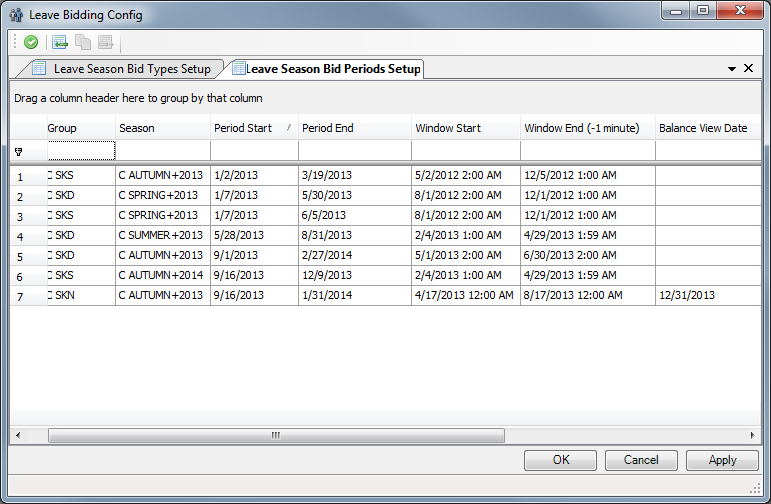 Leave Bidding Config
Leave Season Bid Types Setup Leave Season Bid Periods Setup
Drag a column header here to group by that column
Group Season Period Start Period End Window Start Window End (-1 minute) Balance View Date
1 C SKS C AUTUMN+2013 1/2/2013 3/19/2013 5/2/2012 2:00 AM 12/5/2012 1:00 AM
2 C SKD C SPRING+2013 1/7/2013 5/30/2013 8/1/2012 2:00 AM 12/1/2012 1:00 AM
3 C SKS C SPRING+2013 1/7/2013 6/5/2013 8/1/2012 2:00 AM 12/1/2012 1:00 AM
4 C SKD C SUMMER+2013 5/28/2013 8/31/2013 2/4/2013 1:00 AM 4/29/2013 1:59 AM
5 C SKD C AUTUMN+2013 9/1/2013 2/27/2014 5/1/2013 2:00 AM 6/30/2013 2:00 AM
6 C SKS C AUTUMN+2014 9/16/2013 12/9/2013 2/4/2013 1:00 AM 4/29/2013 1:59 AM
7 C SKN C AUTUMN+2013 9/16/2013 1/31/2014 4/17/2013 12:00 AM 8/17/2013 12:00 AM 12/31/2013
OK Cancel Apply